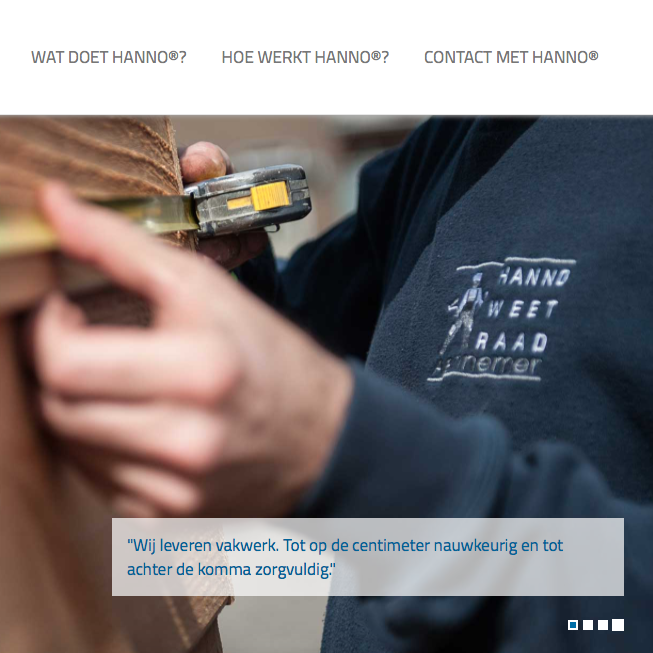 WAT DOET HANNO®? HOE WERKT HANNO®? CONTACT MET HANNO®
HANNO
WEET
RAAD
"Wij leveren vakwerk. Tot op de centimeter nauwkeurig en tot
achter de komma zorgvuldig."